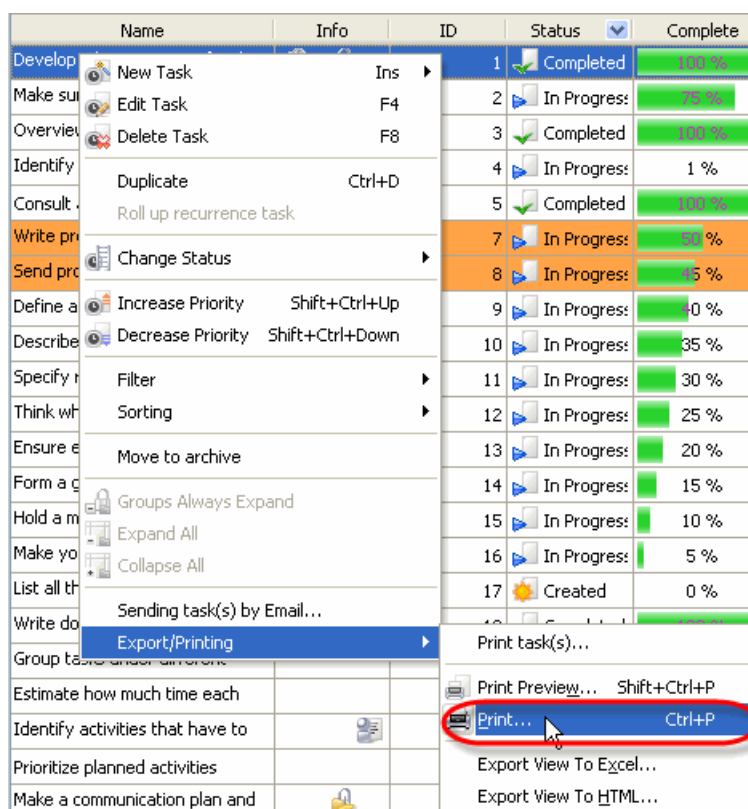 Name Info ID Status Complete
Develop 1 Completed 100 %
New Task Ins
Make sur 2 In Progress 75 %
Edit Task F4
Overview 3 Completed 100 %
Delete Task F8
Identify 4 In Progress 1 %
Duplicate Ctrl+D
Consult 5 Completed 100 %
Roll up recurrence task
Write pr 7 In Progress 50 %
Change Status
Send pro 8 In Progress 45 %
Define a 9 In Progress 40 %
Increase Priority Shift+Ctrl+Up
Describe 10 In Progress 35 %
Decrease Priority Shift+Ctrl+Down
Specify r 11 In Progress 30 %
Filter
Think wh 12 In Progress 25 %
Sorting
Ensure e 13 In Progress 20 %
Move to archive
Form a g 14 In Progress 15 %
Groups Always Expand
Hold a m 15 In Progress 10 %
Expand All
Make yo 16 In Progress 5 %
Collapse All
List all th 17 Created 0 %
Sending task(s) by Email...
Write do
Export/Printing
Print task(s)...
Group tasks under different
Estimate how much time each
Print Preview... Shift+Ctrl+P
Identify activities that have to
Print... Ctrl+P
Prioritize planned activities
Export View To Excel...
Make a communication plan and
Export View To HTML...